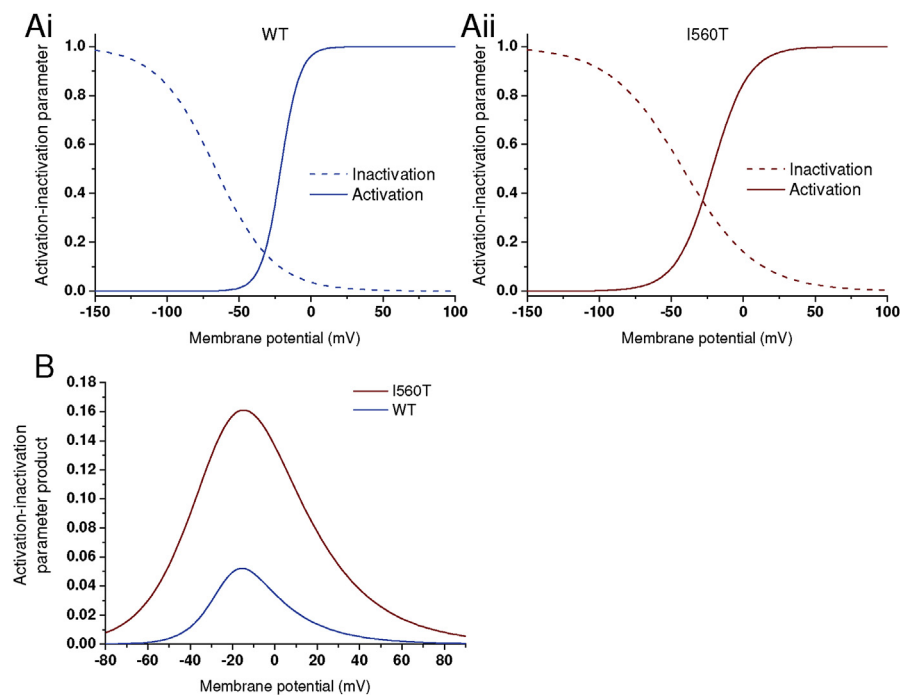 Ai
WT
Activation-inactivation parameter
1.0
0.8
0.6
0.4
0.2
0.0
Inactivation
Activation
-150 -100 -50 0 50 100
Membrane potential (mV)
Aii
I560T
Activation-inactivation parameter
1.0
0.8
0.6
0.4
0.2
0.0
Inactivation
Activation
-150 -100 -50 0 50 100
Membrane potential (mV)
B
Activation-inactivation
parameter product
0.18
0.16
0.14
0.12
0.10
0.08
0.06
0.04
0.02
0.00
I560T
WT
-80 -60 -40 -20 0 20 40 60 80
Membrane potential (mV)